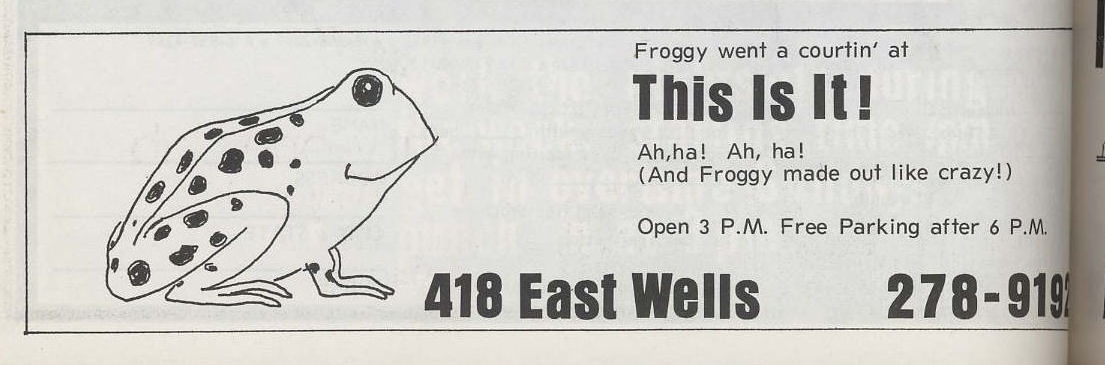 Froggy went a courtin' at
This Is It!
Ah,ha! Ah, ha!
(And Froggy made out like crazy!)
Open 3 P.M. Free Parking after 6 P.M.
418 East Wells 278-9192